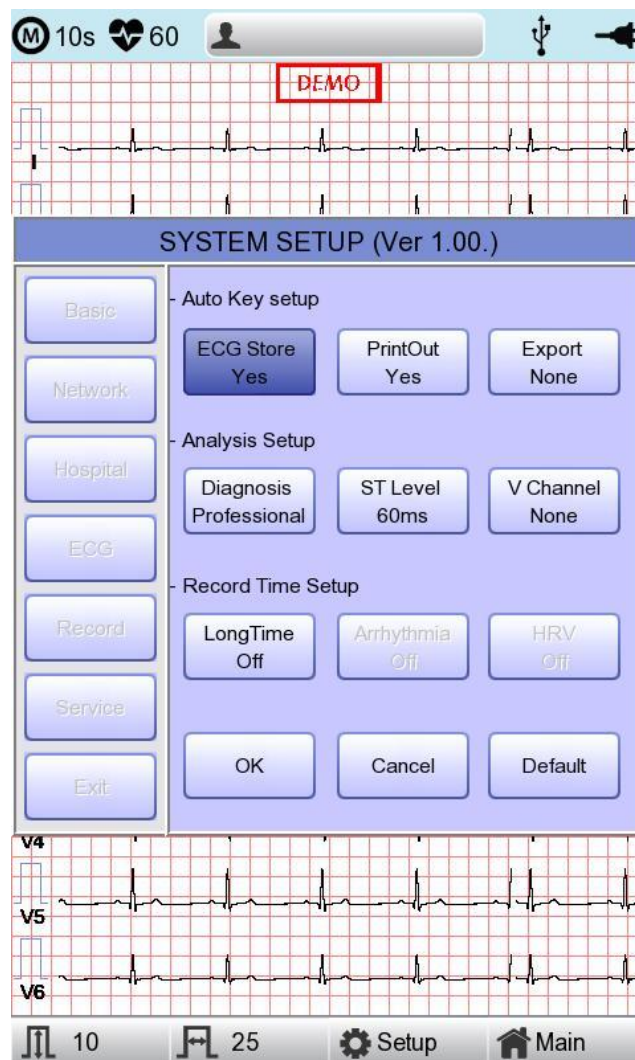 M 10s 60
DEMO
I
SYSTEM SETUP (Ver 1.00.)
Basic
Network
Hospital
ECG
Record
Service
Exit
- Auto Key setup
ECG Store
Yes
PrintOut
Yes
Export
None
- Analysis Setup
Diagnosis
Professional
ST Level
60ms
V Channel
None
- Record Time Setup
LongTime
Off
Arrhythmia
Off
HRV
Off
OK
Cancel
Default
V4
V5
V6
10
25
Setup
Main